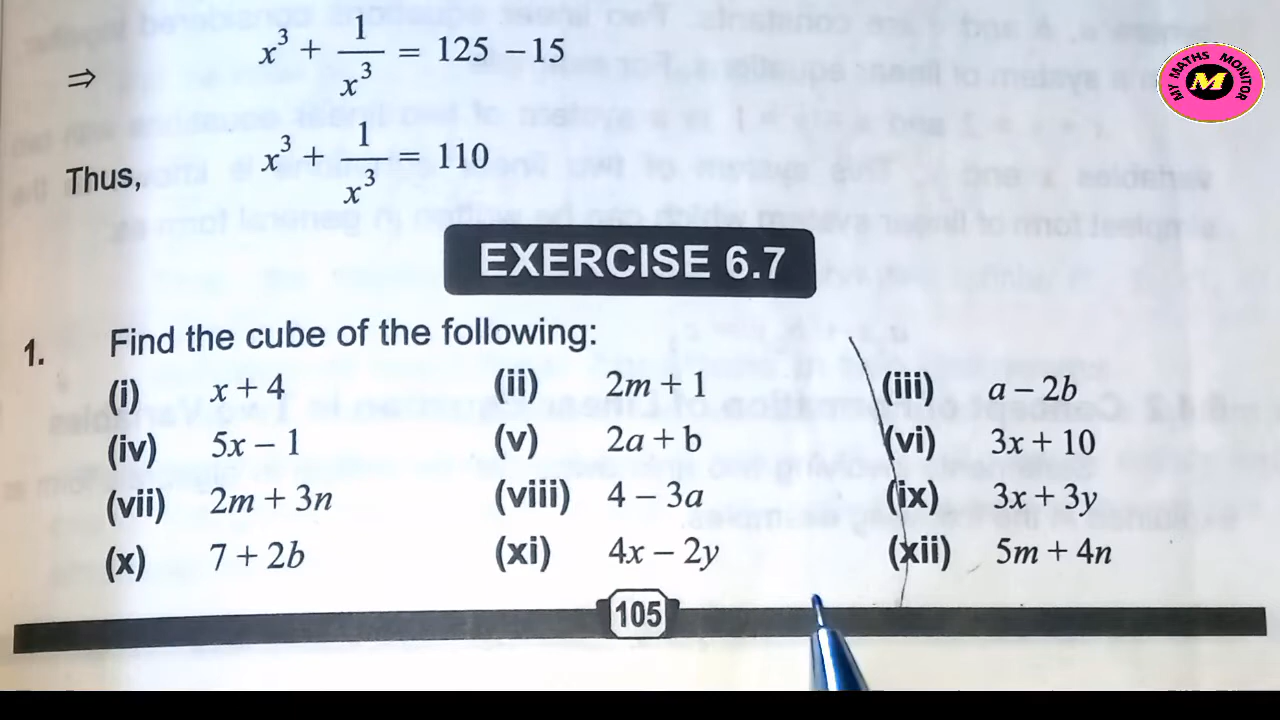 x³ + 1/x³ = 125 – 15
⇒
Thus, x³ + 1/x³ = 110
MY MATHS MONITOR
M
EXERCISE 6.7
1. Find the cube of the following:
(i) x + 4 (ii) 2m + 1 (iii) a – 2b
(iv) 5x – 1 (v) 2a + b (vi) 3x + 10
(vii) 2m + 3n (viii) 4 – 3a (ix) 3x + 3y
(x) 7 + 2b (xi) 4x – 2y (xii) 5m + 4n
105